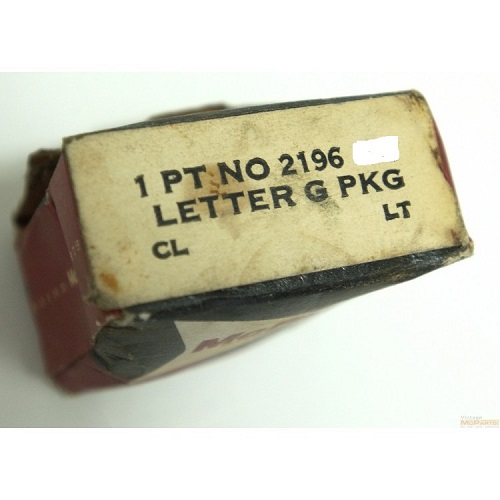 1 PT NO 2196
LETTER G PKG
CL LT